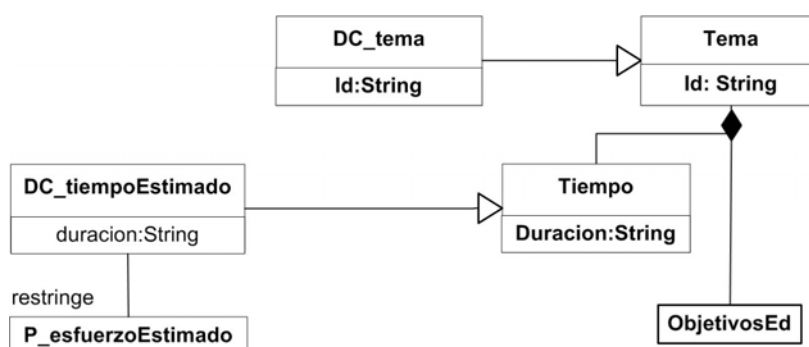 DC_tema
Id:String
Tema
Id: String
DC_tiempoEstimado
duracion:String
Tiempo
Duracion:String
restringe
P_esfuerzoEstimado
ObjetivosEd